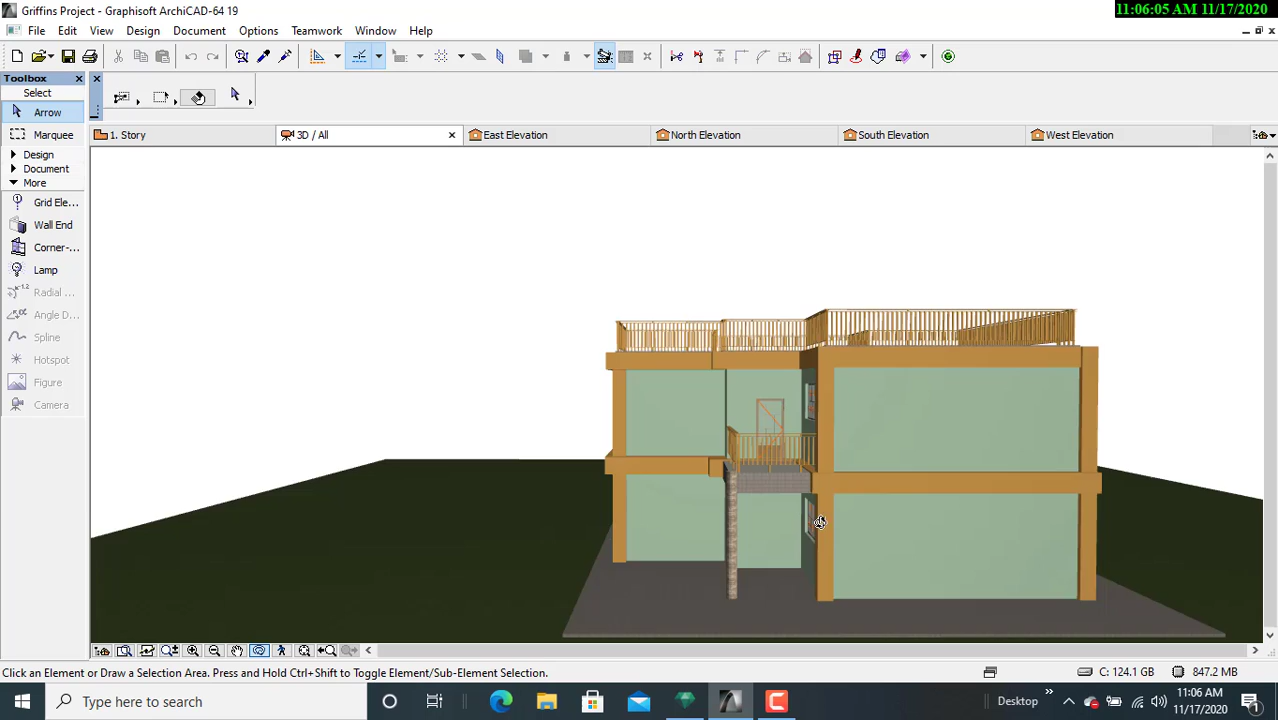 Griffins Project - Graphisoft ArchiCAD-64 19
11:06:05 AM 11/17/2020
File Edit View Design Document Options Teamwork Window Help
Toolbox
Select
Arrow
Marquee
Design
Document
More
Grid Ele...
Wall End
Corner-...
Lamp
Radial ...
Angle D...
Spline
Hotspot
Figure
Camera
1. Story
3D / All
East Elevation
North Elevation
South Elevation
West Elevation
Click an Element or Draw a Selection Area. Press and Hold Ctrl+Shift to Toggle Element/Sub-Element Selection.
C: 124.1 GB
847.2 MB
Type here to search
Desktop
11:06 AM
11/17/2020
1